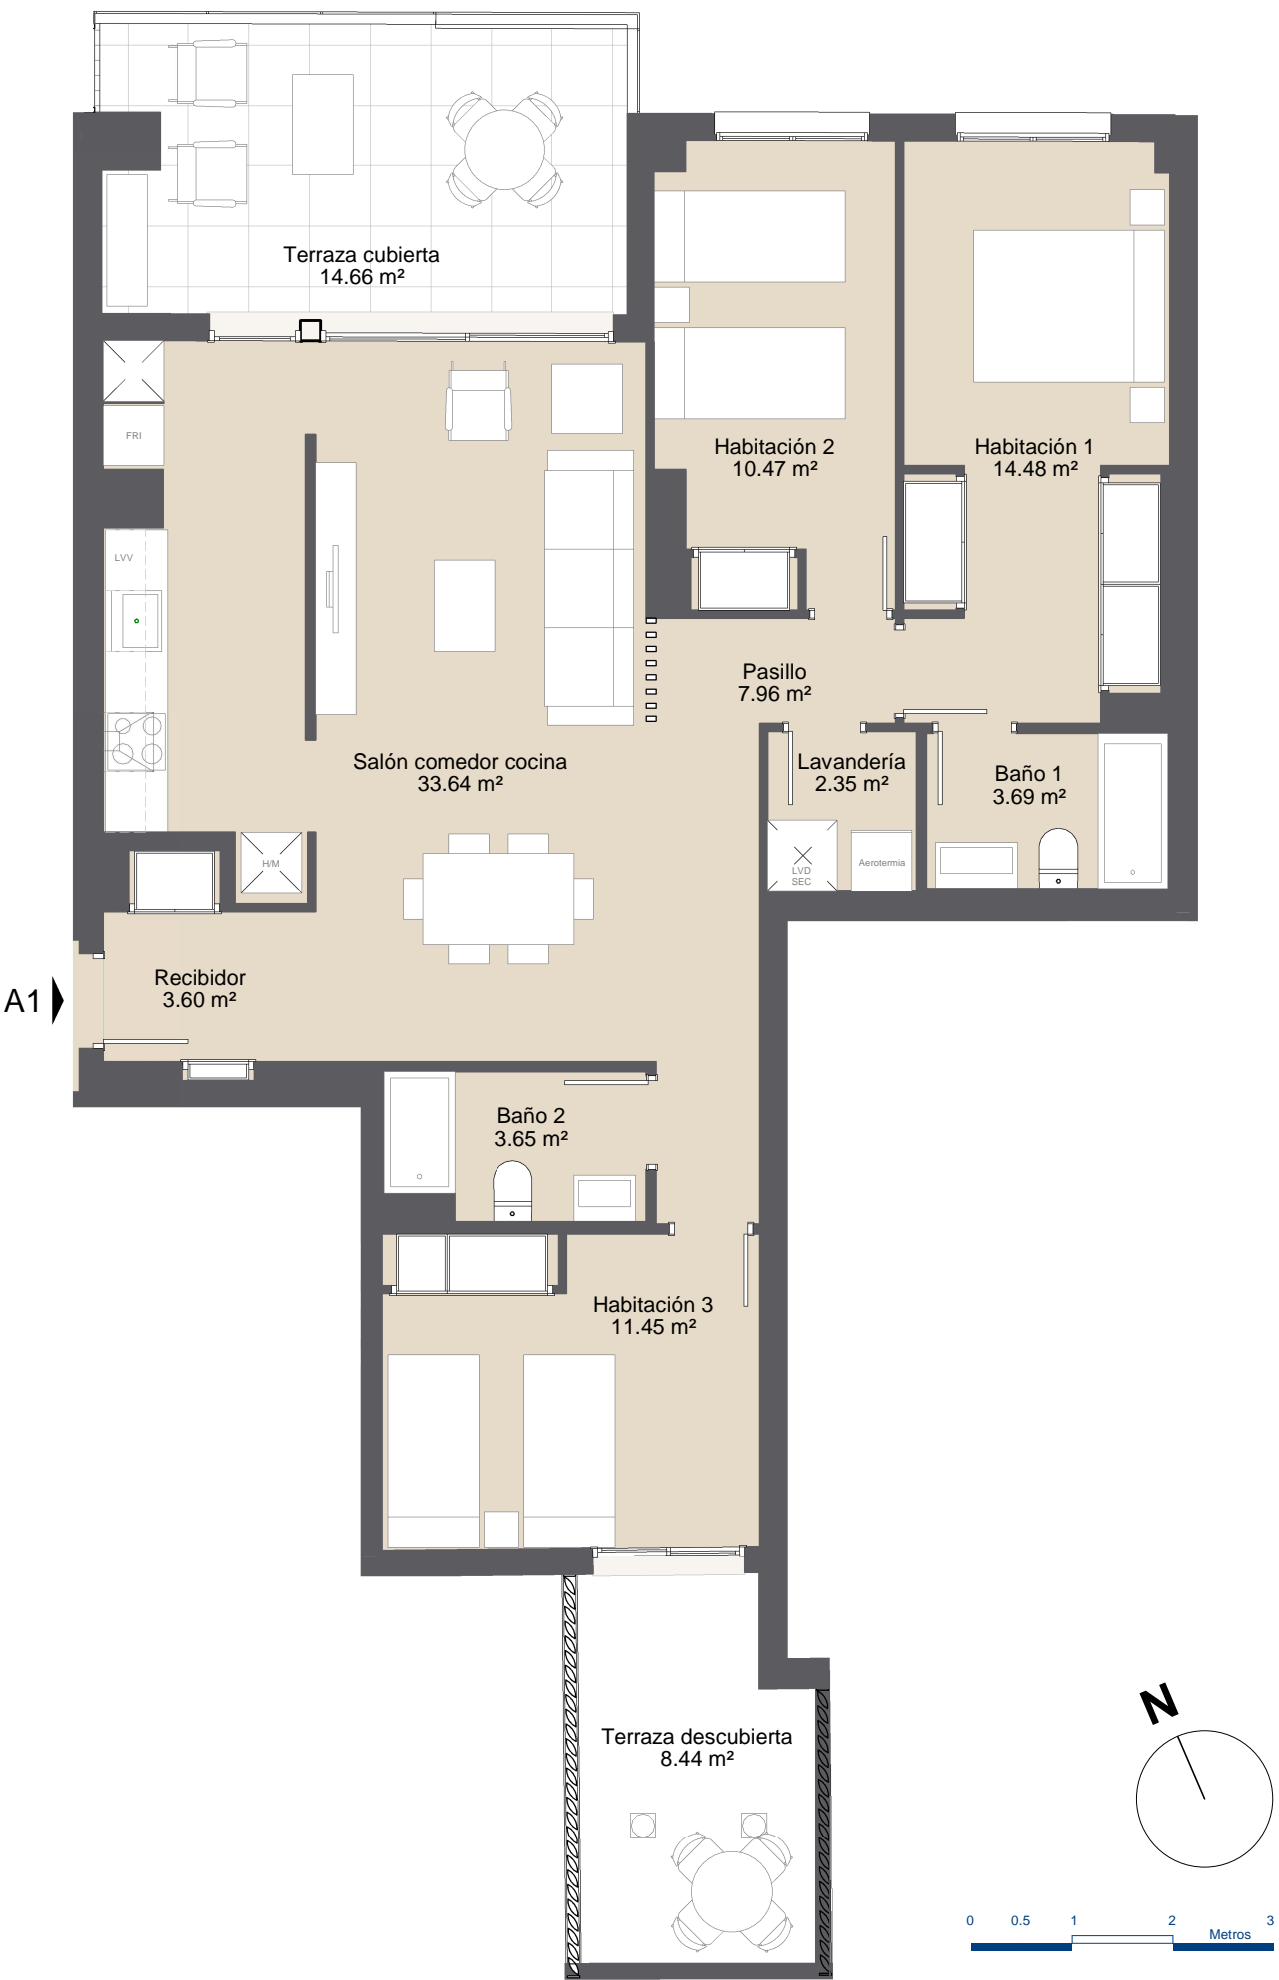 Terraza cubierta
14.66 m²
FRI
Habitación 2
10.47 m²
Habitación 1
14.48 m²
LVV
Pasillo
7.96 m²
Salón comedor cocina
33.64 m²
Lavandería
2.35 m²
Baño 1
3.69 m²
H/M
LVD
SEC
Aerotermia
Recibidor
3.60 m²
A1
Baño 2
3.65 m²
Habitación 3
11.45 m²
Terraza descubierta
8.44 m²
N
0 0.5 1 2 3
Metros